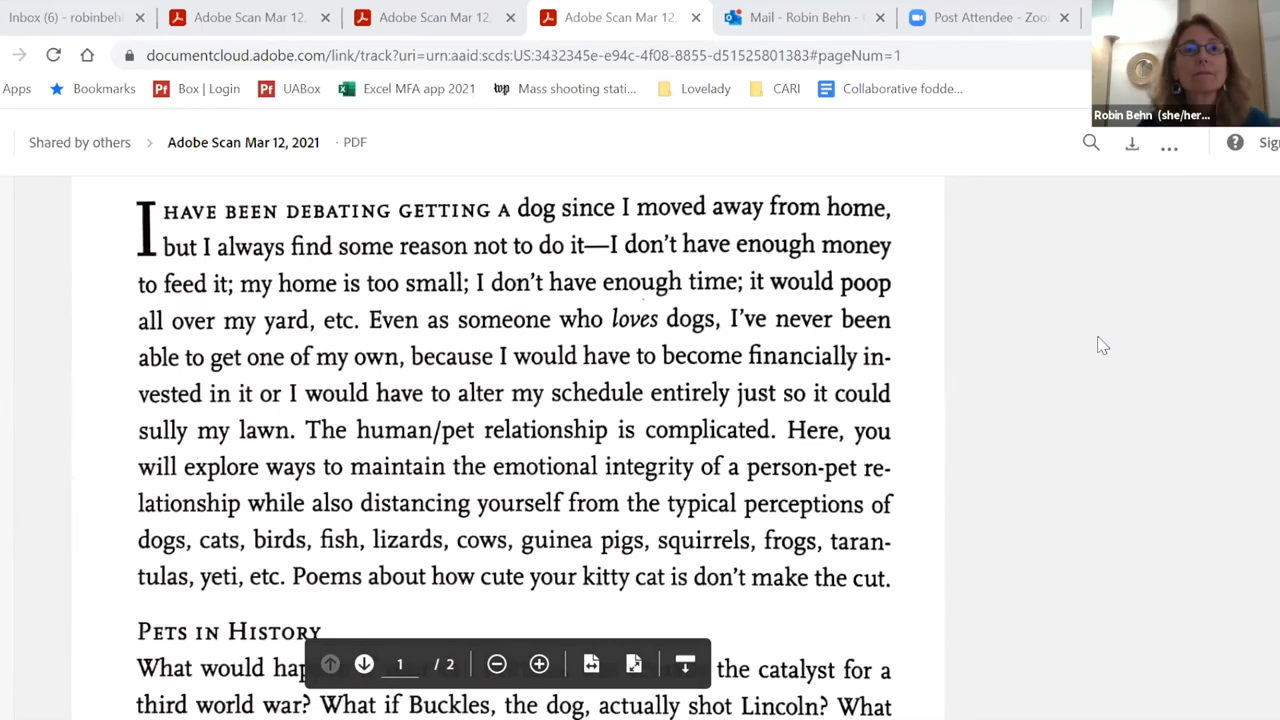 Inbox (6) - robinbeh
Adobe Scan Mar 12,
Adobe Scan Mar 12,
Adobe Scan Mar 12,
Mail - Robin Behn -
Post Attendee - Zoo
documentcloud.adobe.com/link/track?uri=urn:aaid:scds:US:3432345e-e94c-4f08-8855-d51525801383#pageNum=1
Apps
Bookmarks
Box | Login
UABox
Excel MFA app 2021
Mass shooting stati...
Lovelady
CARI
Collaborative fodde...
Robin Behn (she/her...
Shared by others
Adobe Scan Mar 12, 2021 · PDF
Sig
I HAVE BEEN DEBATING GETTING A dog since I moved away from home,
but I always find some reason not to do it—I don't have enough money
to feed it; my home is too small; I don't have enough time; it would poop
all over my yard, etc. Even as someone who loves dogs, I've never been
able to get one of my own, because I would have to become financially in-
vested in it or I would have to alter my schedule entirely just so it could
sully my lawn. The human/pet relationship is complicated. Here, you
will explore ways to maintain the emotional integrity of a person-pet re-
lationship while also distancing yourself from the typical perceptions of
dogs, cats, birds, fish, lizards, cows, guinea pigs, squirrels, frogs, taran-
tulas, yeti, etc. Poems about how cute your kitty cat is don't make the cut.
PETS IN HISTORY
What would hap the catalyst for a
1 / 2
third world war? What if Buckles, the dog, actually shot Lincoln? What